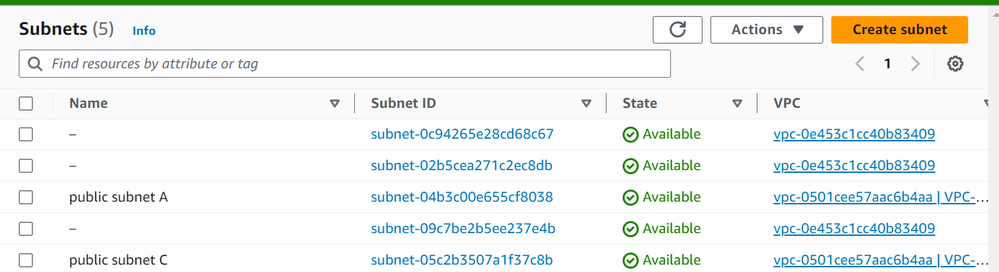 Subnets (5) Info Actions Create subnet
Find resources by attribute or tag 1
Name Subnet ID State VPC
– subnet-0c94265e28cd68c67 Available vpc-0e453c1cc40b83409
– subnet-02b5cea271c2ec8db Available vpc-0e453c1cc40b83409
public subnet A subnet-04b3c00e655cf8038 Available vpc-0501cee57aac6b4aa | VPC-…
– subnet-09c7be2b5ee237e4b Available vpc-0e453c1cc40b83409
public subnet C subnet-05c2b3507a1f37c8b Available vpc-0501cee57aac6b4aa | VPC-…